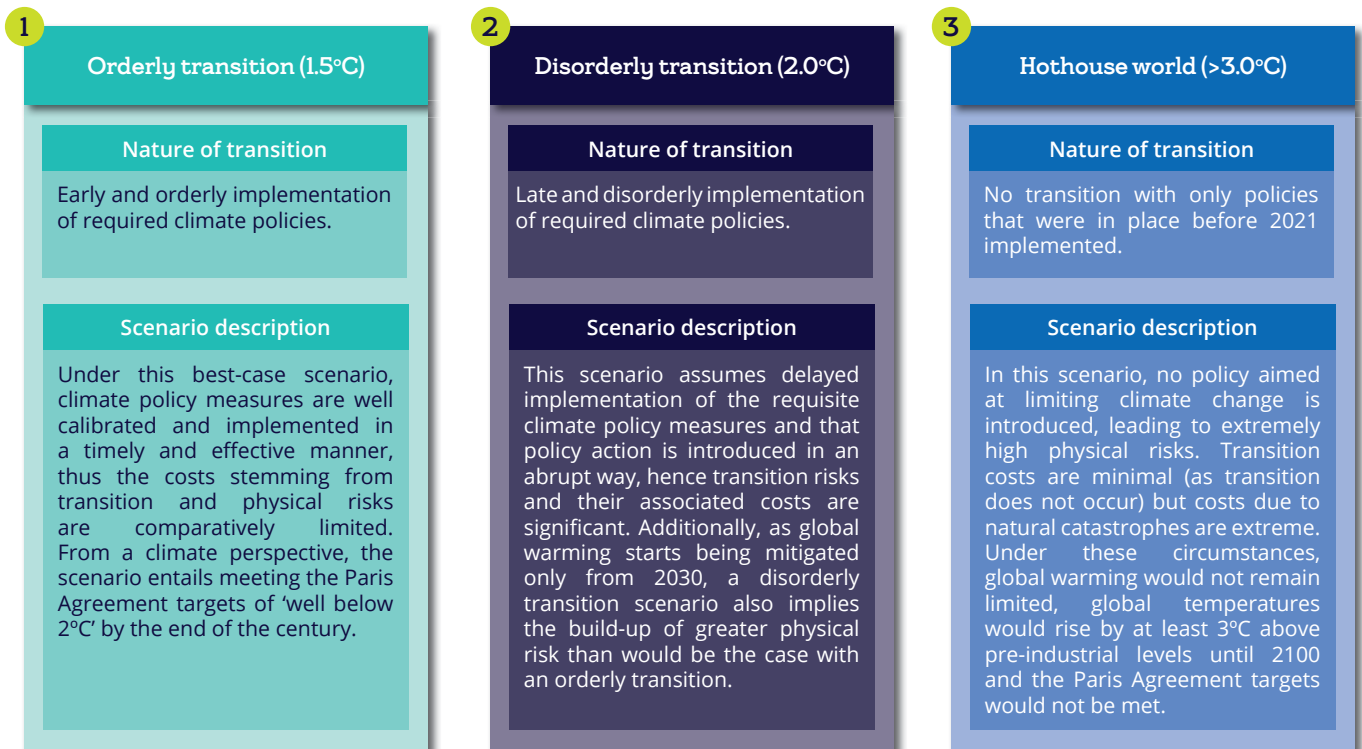 1
Orderly transition (1.5°C)
Nature of transition
Early and orderly implementation
of required climate policies.
Scenario description
Under this best-case scenario,
climate policy measures are well
calibrated and implemented in
a timely and effective manner,
thus the costs stemming from
transition and physical risks
are comparatively limited.
From a climate perspective, the
scenario entails meeting the Paris
Agreement targets of ‘well below
2°C’ by the end of the century.
2
Disorderly transition (2.0°C)
Nature of transition
Late and disorderly implementation
of required climate policies.
Scenario description
This scenario assumes delayed
implementation of the requisite
climate policy measures and that
policy action is introduced in an
abrupt way, hence transition risks
and their associated costs are
significant. Additionally, as global
warming starts being mitigated
only from 2030, a disorderly
transition scenario also implies
the build-up of greater physical
risk than would be the case with
an orderly transition.
3
Hothouse world (>3.0°C)
Nature of transition
No transition with only policies
that were in place before 2021
implemented.
Scenario description
In this scenario, no policy aimed
at limiting climate change is
introduced, leading to extremely
high physical risks. Transition
costs are minimal (as transition
does not occur) but costs due to
natural catastrophes are extreme.
Under these circumstances,
global warming would not remain
limited, global temperatures
would rise by at least 3°C above
pre-industrial levels until 2100
and the Paris Agreement targets
would not be met.